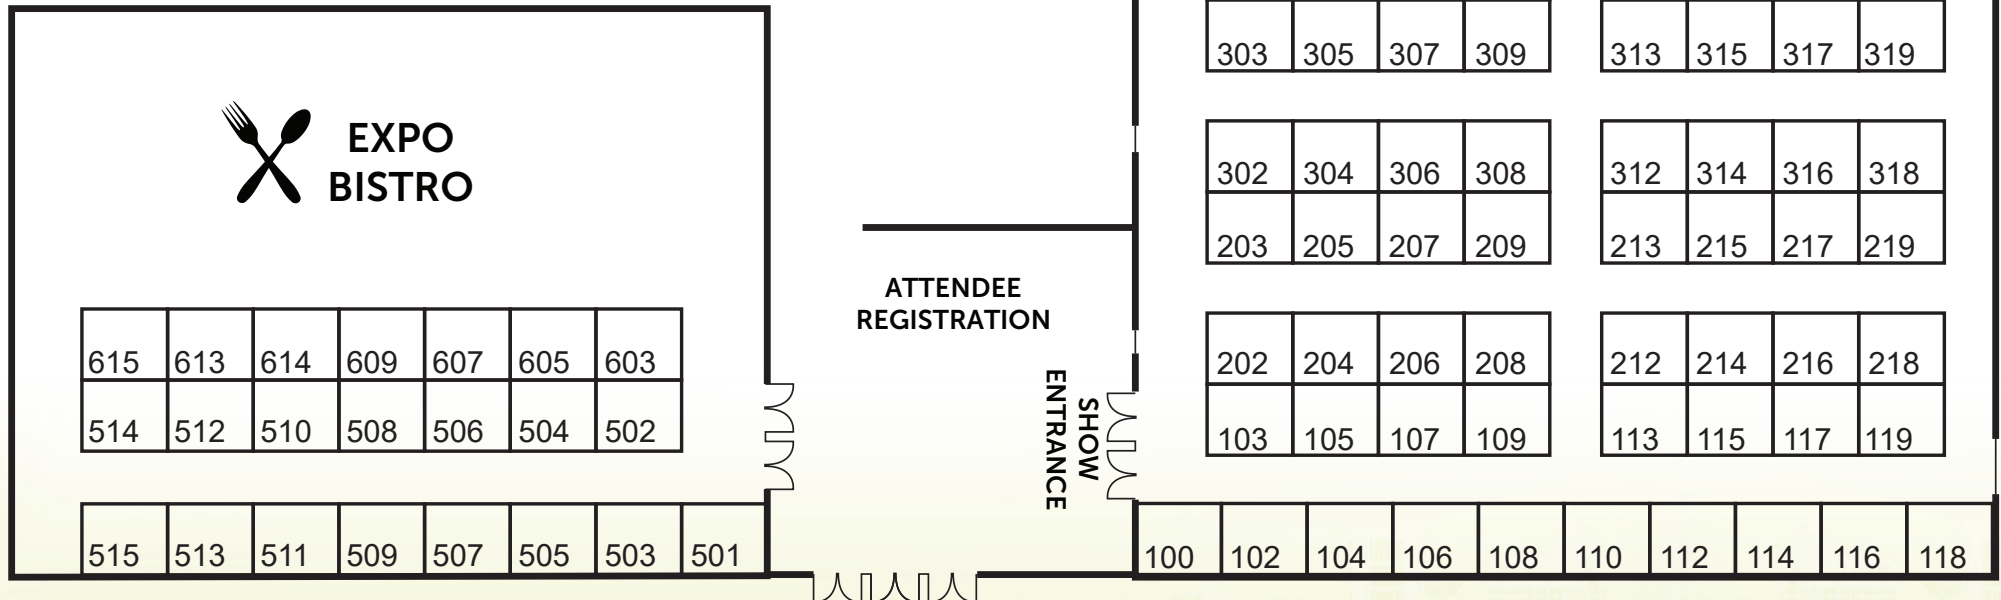 303 305 307 309 313 315 317 319
EXPO
BISTRO
302 304 306 308 312 314 316 318
203 205 207 209 213 215 217 219
ATTENDEE
REGISTRATION
615 613 614 609 607 605 603
202 204 206 208 212 214 216 218
514 512 510 508 506 504 502
SHOW
ENTRANCE
103 105 107 109 113 115 117 119
515 513 511 509 507 505 503 501
100 102 104 106 108 110 112 114 116 118